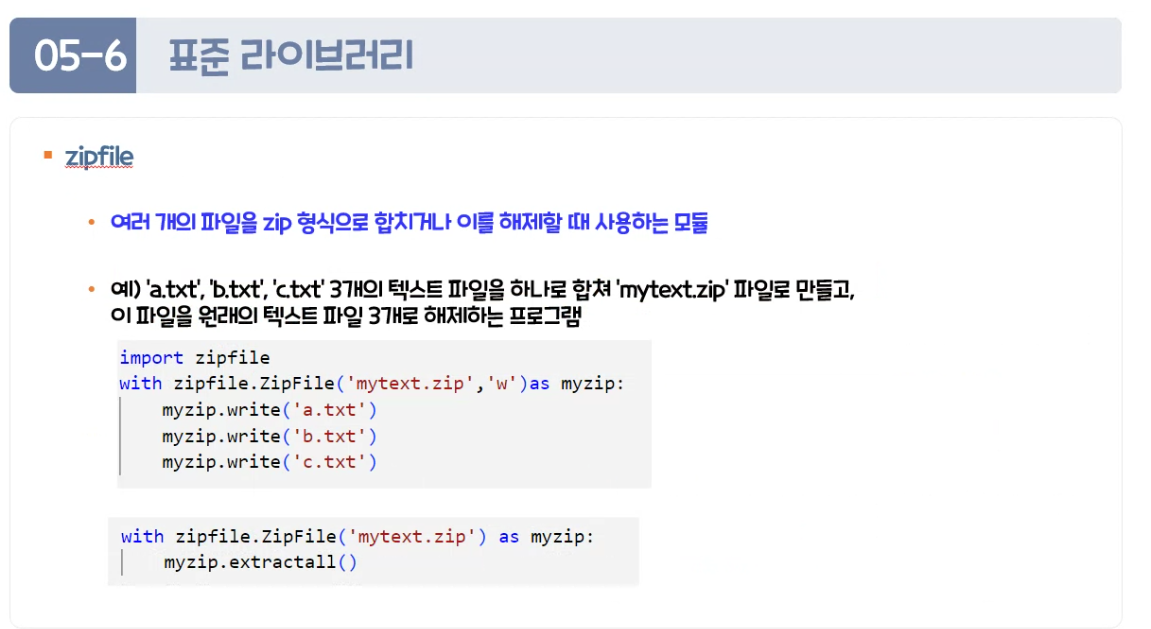 05-6 표준 라이브러리
zipfile
여러 개의 파일을 zip 형식으로 합치거나 이를 해제할 때 사용하는 모듈
예) 'a.txt', 'b.txt', 'c.txt' 3개의 텍스트 파일을 하나로 합쳐 'mytext.zip' 파일로 만들고,
이 파일을 원래의 텍스트 파일 3개로 해제하는 프로그램
import zipfile
with zipfile.ZipFile('mytext.zip','w')as myzip:
    myzip.write('a.txt')
    myzip.write('b.txt')
    myzip.write('c.txt')
with zipfile.ZipFile('mytext.zip') as myzip:
    myzip.extractall()